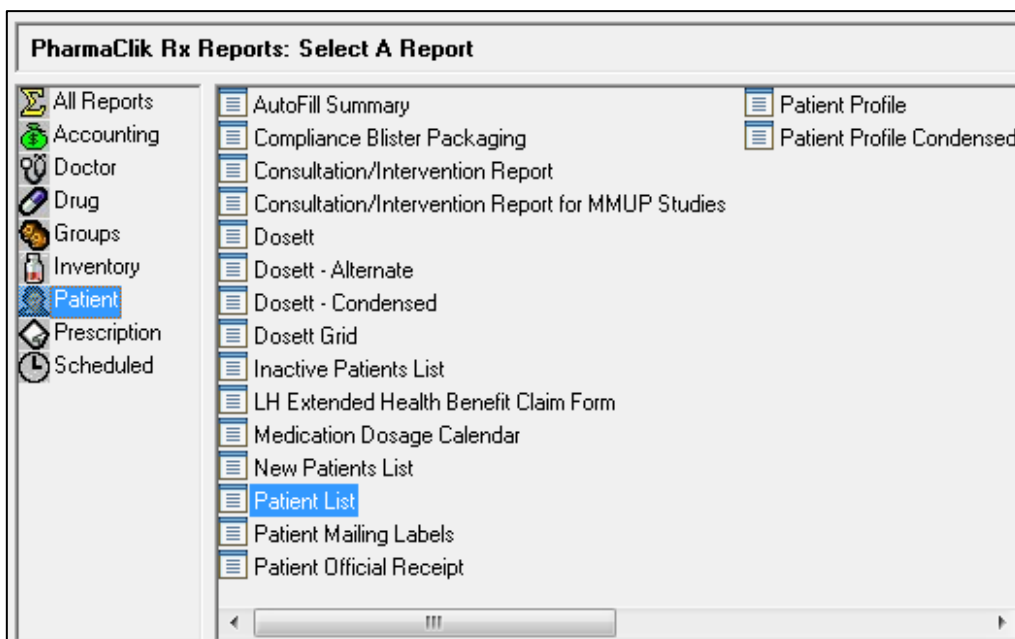 PharmaClik Rx Reports: Select A Report
All Reports
Accounting
Doctor
Drug
Groups
Inventory
Patient
Prescription
Scheduled
AutoFill Summary
Compliance Blister Packaging
Consultation/Intervention Report
Consultation/Intervention Report for MMUP Studies
Dosett
Dosett - Alternate
Dosett - Condensed
Dosett Grid
Inactive Patients List
LH Extended Health Benefit Claim Form
Medication Dosage Calendar
New Patients List
Patient List
Patient Mailing Labels
Patient Official Receipt
Patient Profile
Patient Profile Condensed